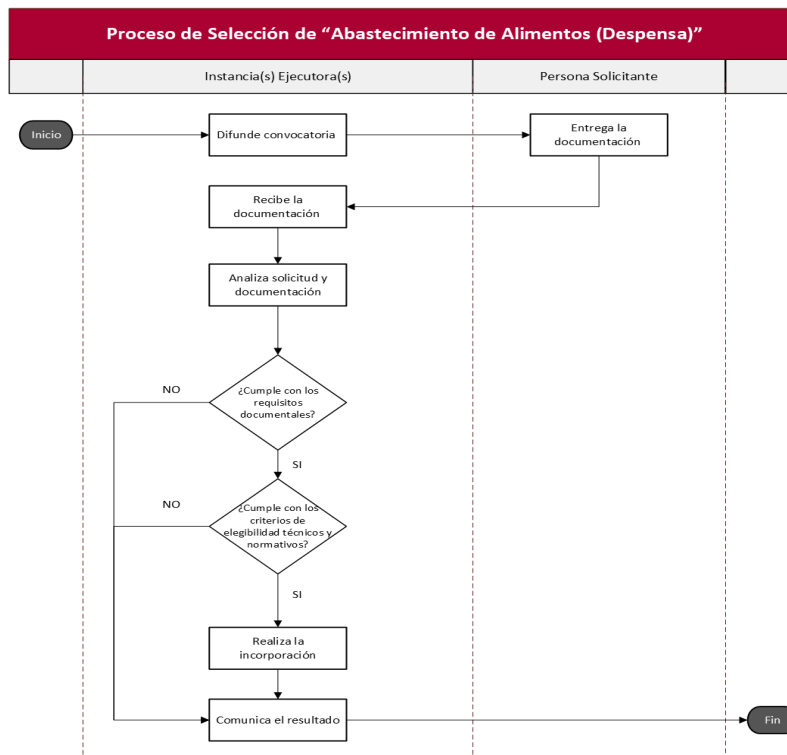 Proceso de Selección de “Abastecimiento de Alimentos (Despensa)”
Instancia(s) Ejecutora(s)
Persona Solicitante
Inicio
Difunde convocatoria
Entrega la
documentación
Recibe la
documentación
Analiza solicitud y
documentación
NO
¿Cumple con los
requisitos
documentales?
SI
NO
¿Cumple con los
criterios de
elegibilidad técnicos y
normativos?
SI
Realiza la
incorporación
Comunica el resultado
Fin